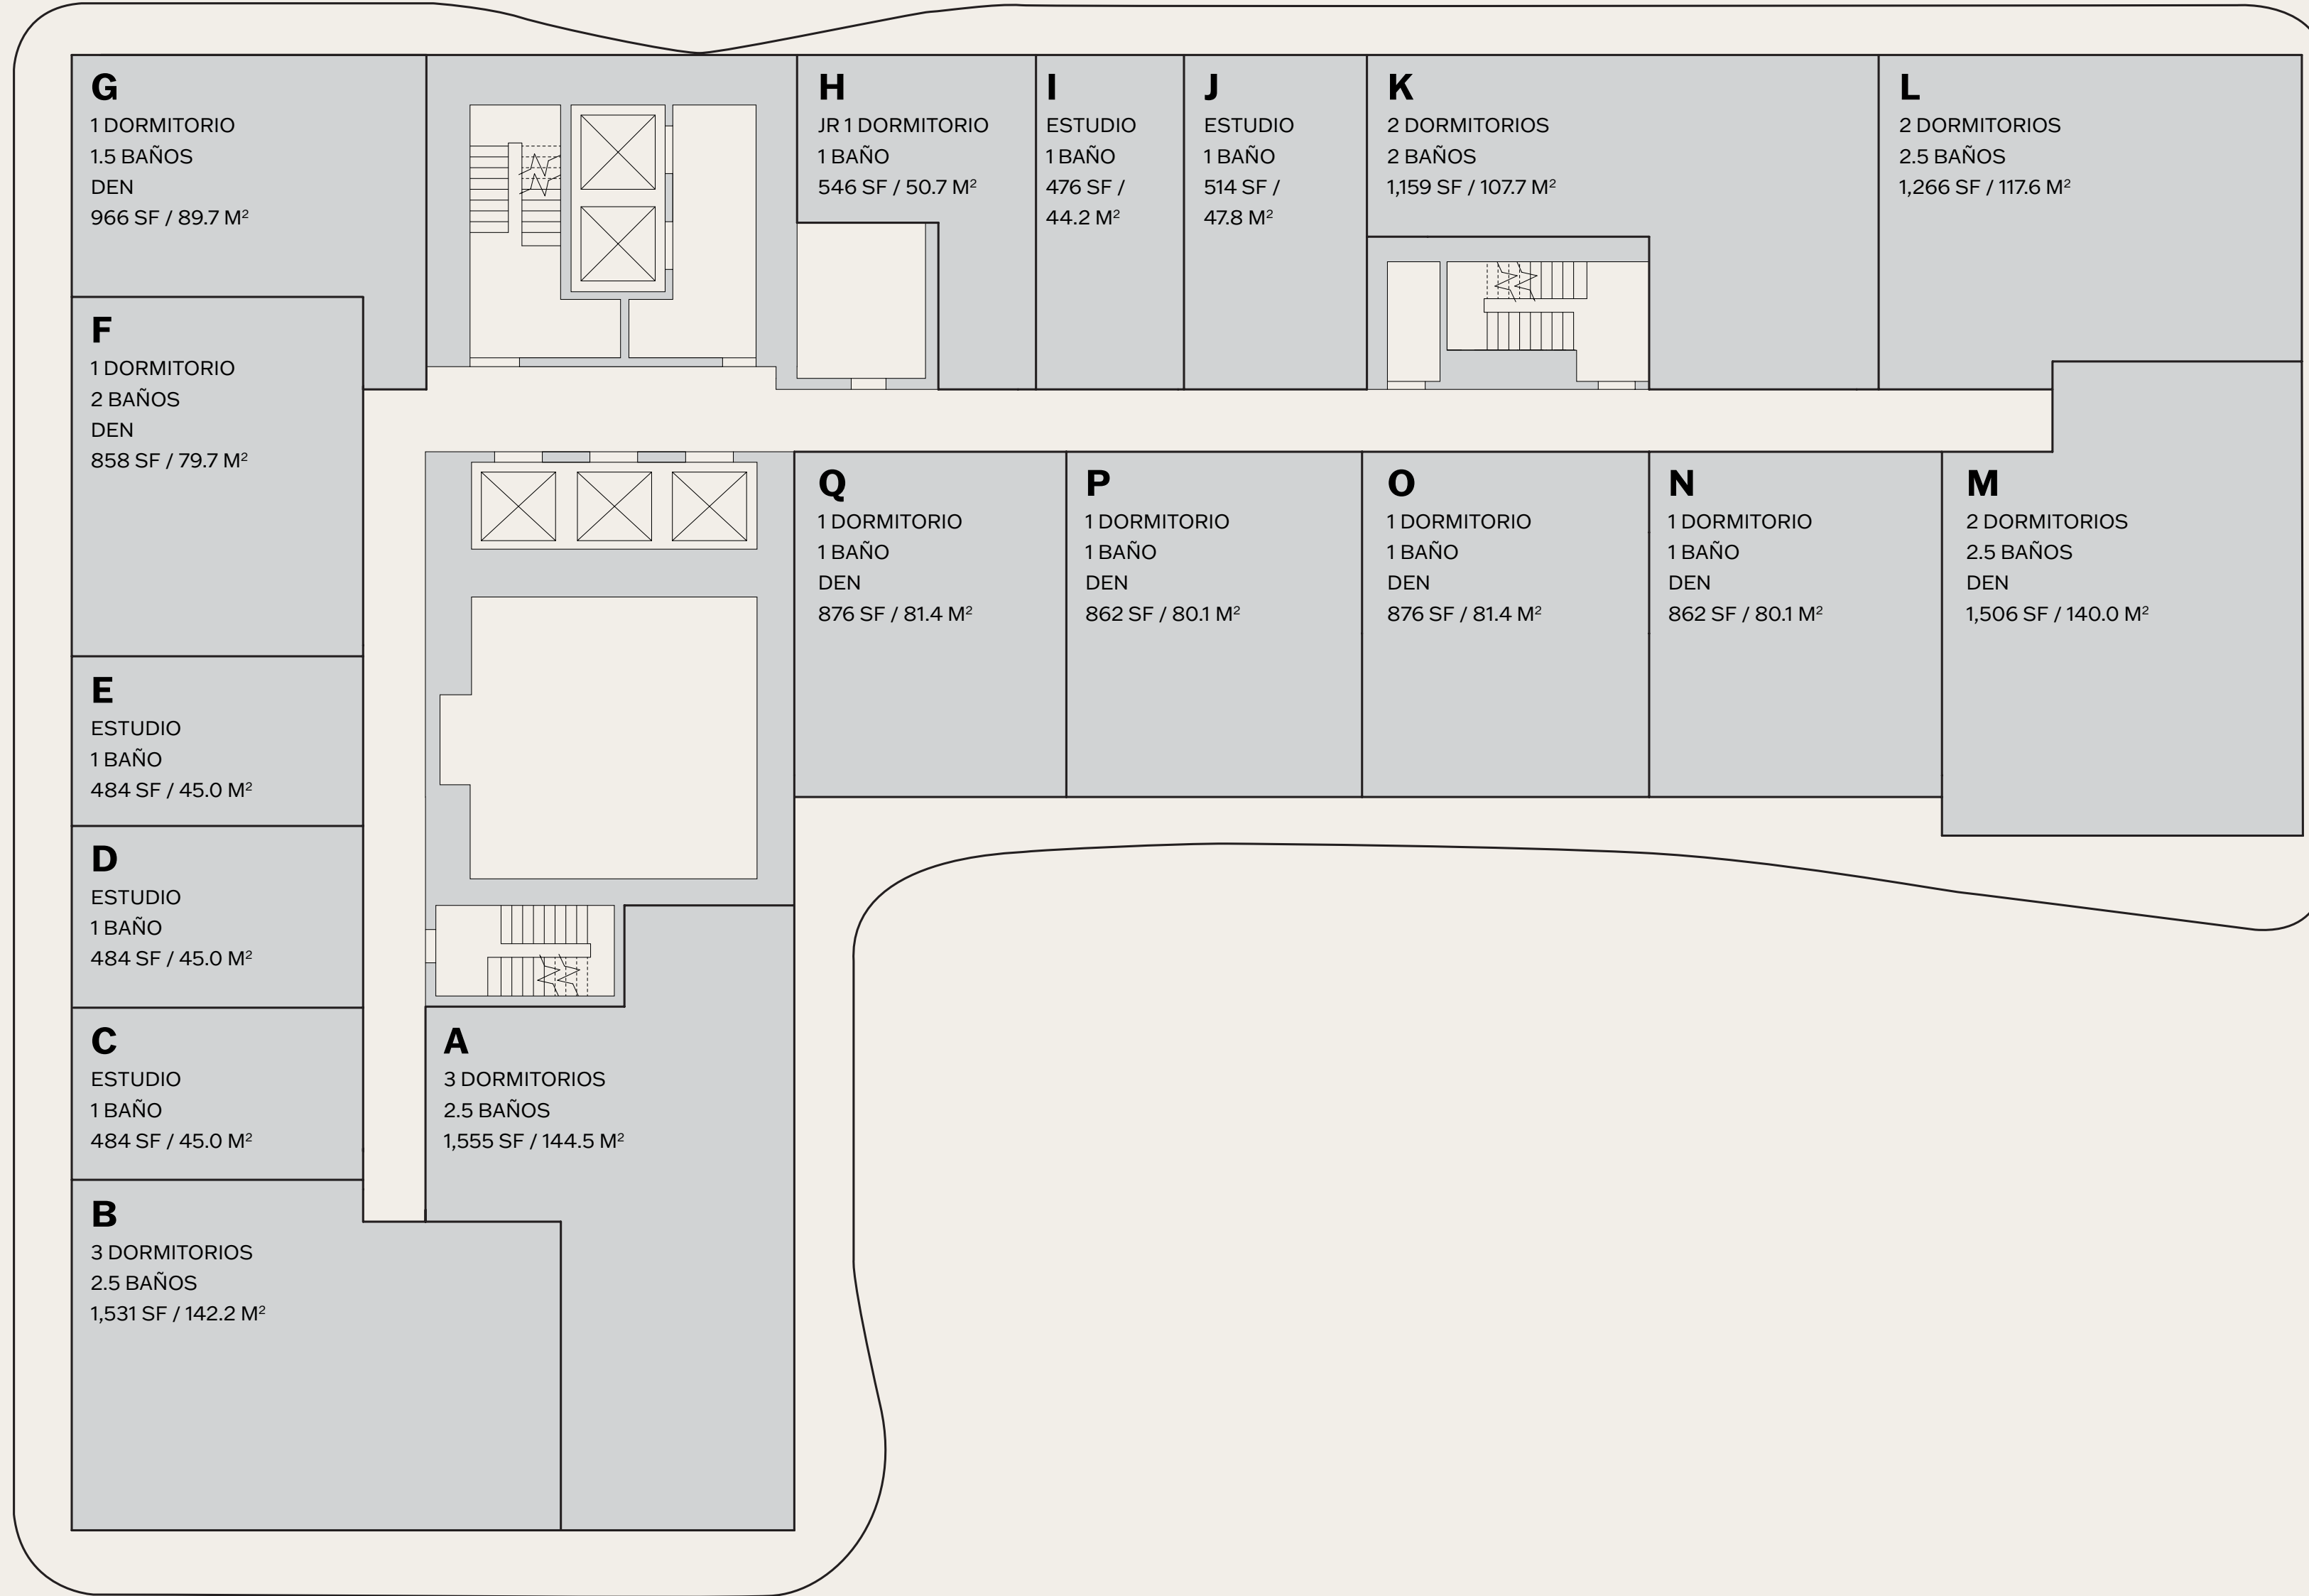 G
1 DORMITORIO
1.5 BAÑOS
DEN
966 SF / 89.7 M²
H
JR 1 DORMITORIO
1 BAÑO
546 SF / 50.7 M²
I
ESTUDIO
1 BAÑO
476 SF /
44.2 M²
J
ESTUDIO
1 BAÑO
514 SF /
47.8 M²
K
2 DORMITORIOS
2 BAÑOS
1,159 SF / 107.7 M²
L
2 DORMITORIOS
2.5 BAÑOS
1,266 SF / 117.6 M²
F
1 DORMITORIO
2 BAÑOS
DEN
858 SF / 79.7 M²
Q
1 DORMITORIO
1 BAÑO
DEN
876 SF / 81.4 M²
P
1 DORMITORIO
1 BAÑO
DEN
862 SF / 80.1 M²
O
1 DORMITORIO
1 BAÑO
DEN
876 SF / 81.4 M²
N
1 DORMITORIO
1 BAÑO
DEN
862 SF / 80.1 M²
M
2 DORMITORIOS
2.5 BAÑOS
DEN
1,506 SF / 140.0 M²
E
ESTUDIO
1 BAÑO
484 SF / 45.0 M²
D
ESTUDIO
1 BAÑO
484 SF / 45.0 M²
C
ESTUDIO
1 BAÑO
484 SF / 45.0 M²
A
3 DORMITORIOS
2.5 BAÑOS
1,555 SF / 144.5 M²
B
3 DORMITORIOS
2.5 BAÑOS
1,531 SF / 142.2 M²